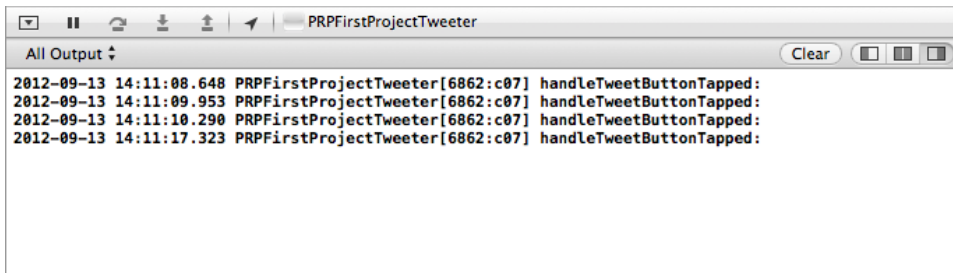 PRPFirstProjectTweeter
All Output Clear
2012-09-13 14:11:08.648 PRPFirstProjectTweeter[6862:c07] handleTweetButtonTapped:
2012-09-13 14:11:09.953 PRPFirstProjectTweeter[6862:c07] handleTweetButtonTapped:
2012-09-13 14:11:10.290 PRPFirstProjectTweeter[6862:c07] handleTweetButtonTapped:
2012-09-13 14:11:17.323 PRPFirstProjectTweeter[6862:c07] handleTweetButtonTapped: